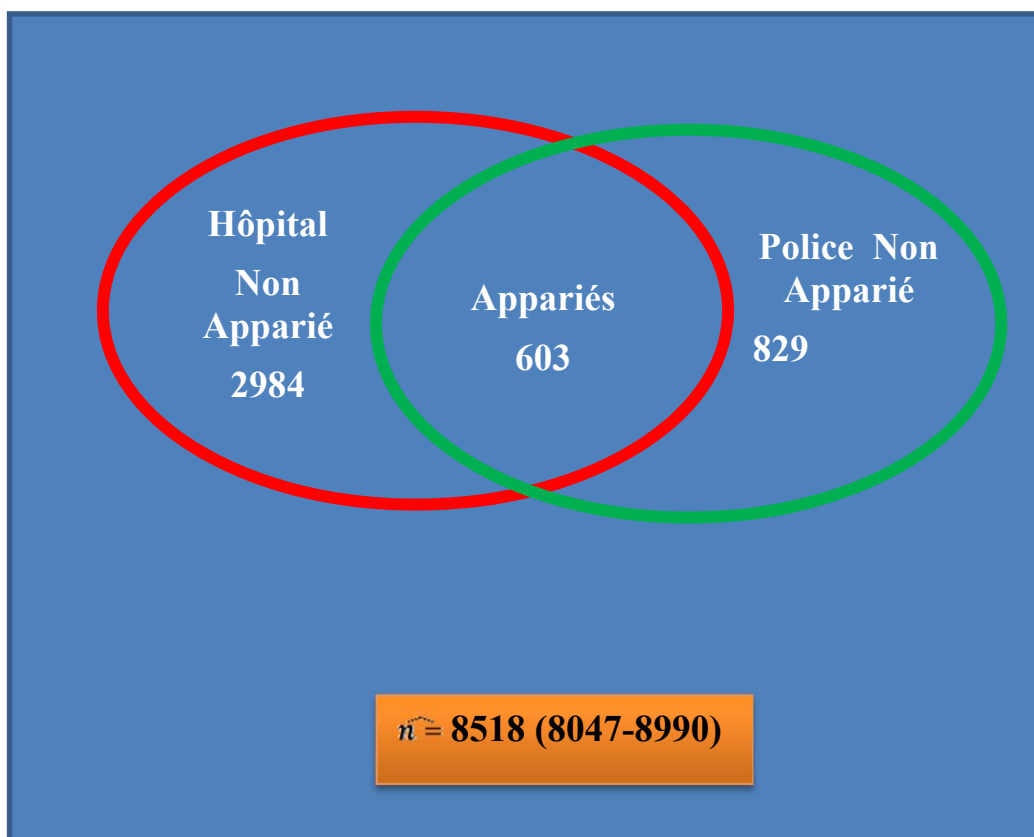 Hôpital
Non
Apparié
2984
Appariés
603
Police Non
Apparié
829
n̂ = 8518 (8047-8990)